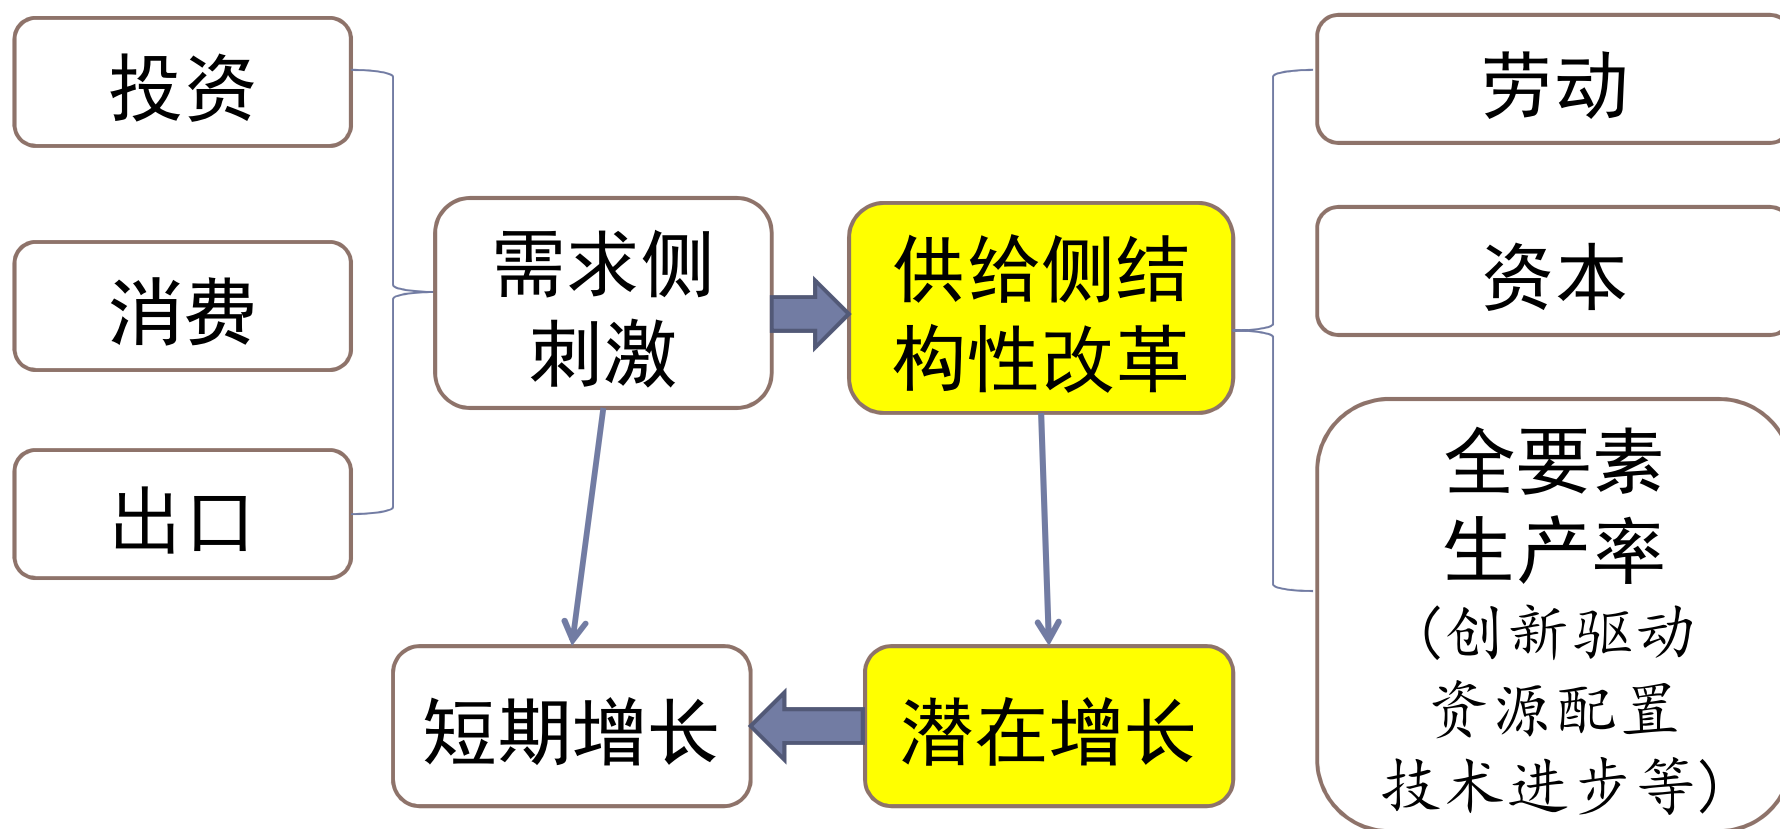 投资
消费
出口
需求侧
刺激
供给侧结
构性改革
短期增长
潜在增长
劳动
资本
全要素
生产率
(创新驱动
资源配置
技术进步等)